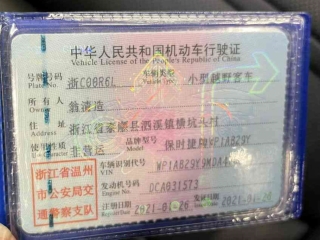 中华人民共和国机动车行驶证
Vehicle License of the People's Republic of China
号牌号码 浙C00R6L 车辆类型 小型越野客车
Plate No. Vehicle Type
所有人
Owner
住址 浙江省泰顺县泗溪镇横坑头村
Address
使用性质 非营运 品牌型号 保时捷牌WP1AB29Y
Use Character Model
浙江省温州
市公安局交
通警察支队
车辆识别代号
VIN
发动机号码 DCA031573
Engine No.
注册日期 2021-01-26 发证日期 2021-01-26
Register Date Issue Date